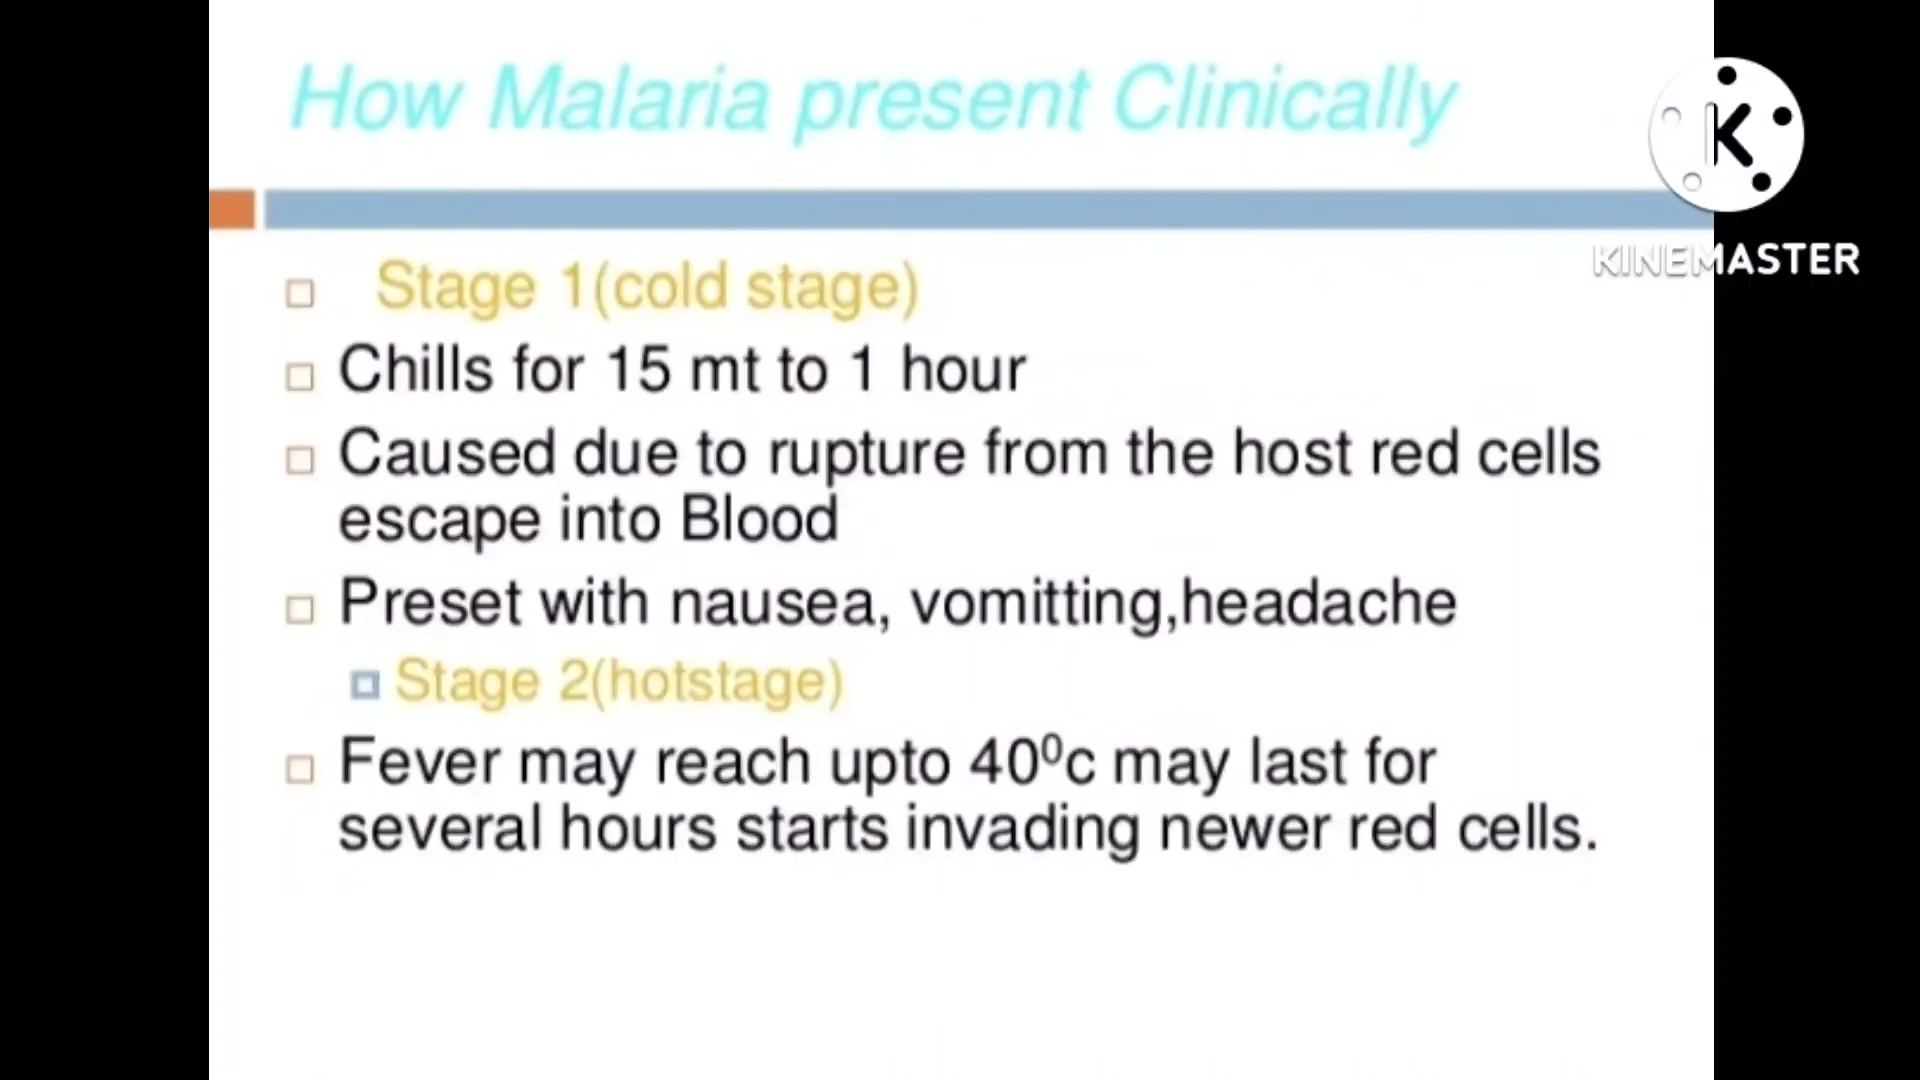 How Malaria present Clinically
K
KINEMASTER
Stage 1(cold stage)
Chills for 15 mt to 1 hour
Caused due to rupture from the host red cells
escape into Blood
Preset with nausea, vomitting,headache
Stage 2(hotstage)
Fever may reach upto 40⁰c may last for
several hours starts invading newer red cells.